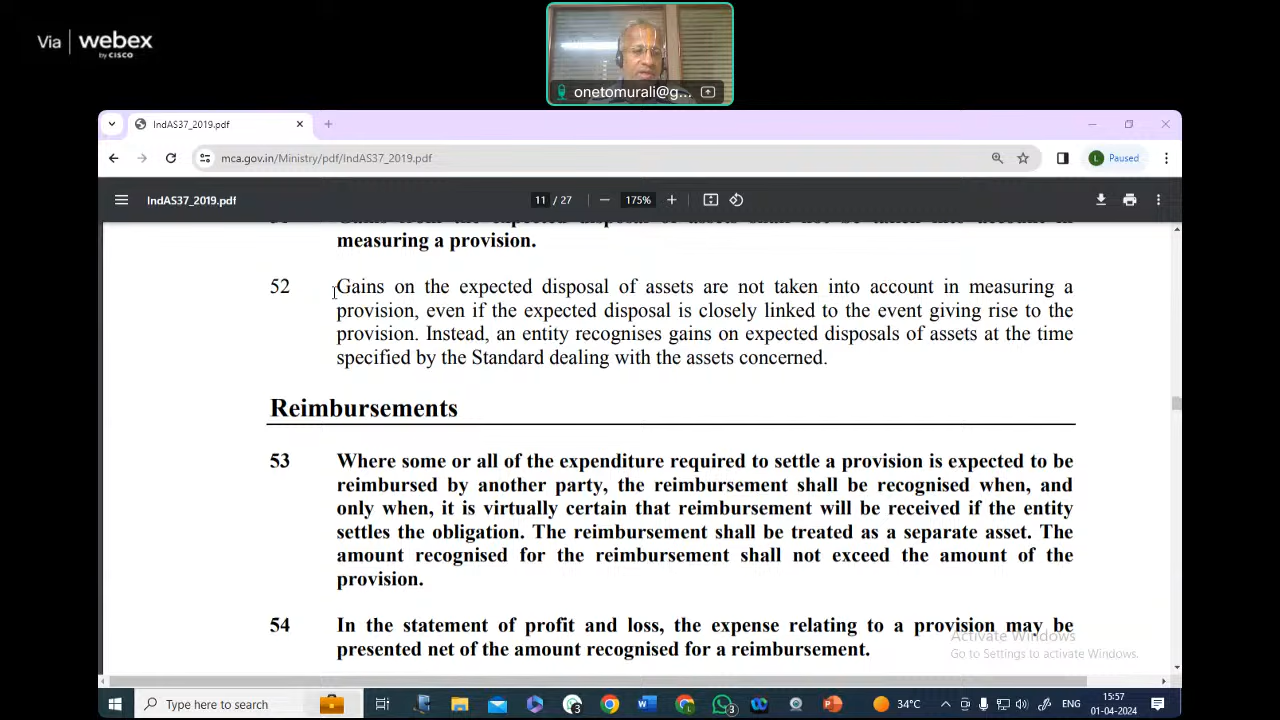 Via webex
by CISCO
onetomurali@g...
IndAS37_2019.pdf
mca.gov.in/Ministry/pdf/IndAS37_2019.pdf
Paused
L
IndAS37_2019.pdf
11 / 27
175%
measuring a provision.
52 Gains on the expected disposal of assets are not taken into account in measuring a
provision, even if the expected disposal is closely linked to the event giving rise to the
provision. Instead, an entity recognises gains on expected disposals of assets at the time
specified by the Standard dealing with the assets concerned.
Reimbursements
53 Where some or all of the expenditure required to settle a provision is expected to be
reimbursed by another party, the reimbursement shall be recognised when, and
only when, it is virtually certain that reimbursement will be received if the entity
settles the obligation. The reimbursement shall be treated as a separate asset. The
amount recognised for the reimbursement shall not exceed the amount of the
provision.
54 In the statement of profit and loss, the expense relating to a provision may be
presented net of the amount recognised for a reimbursement.
Activate Windows
Go to Settings to activate Windows.
Type here to search
3
L
3
34°C
ENG
15:57
01-04-2024